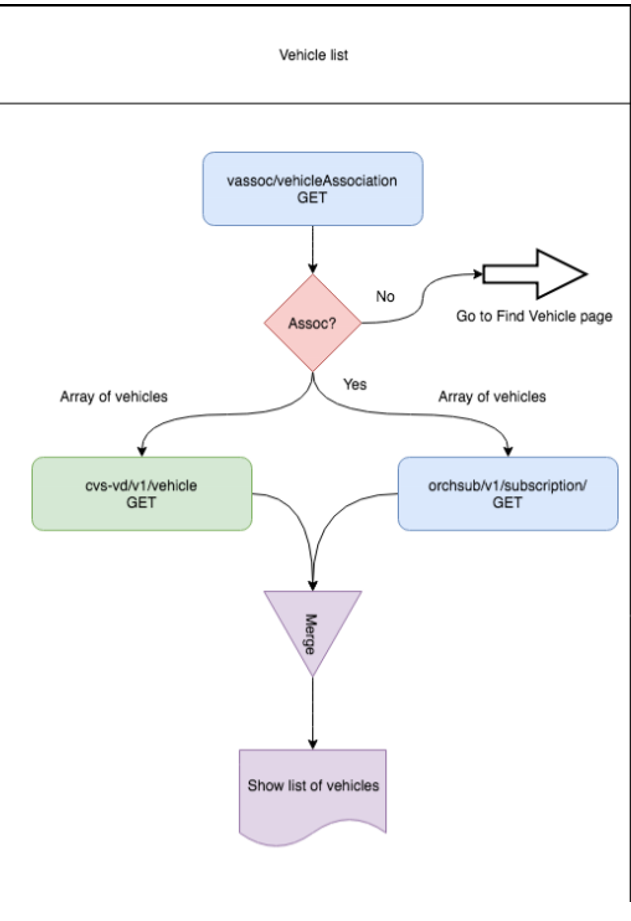 Vehicle list
vassoc/vehicleAssociation
GET
No
Assoc?
Go to Find Vehicle page
Yes
Array of vehicles
Array of vehicles
cvs-vd/v1/vehicle
GET
orchsub/v1/subscription/
GET
Merge
Show list of vehicles